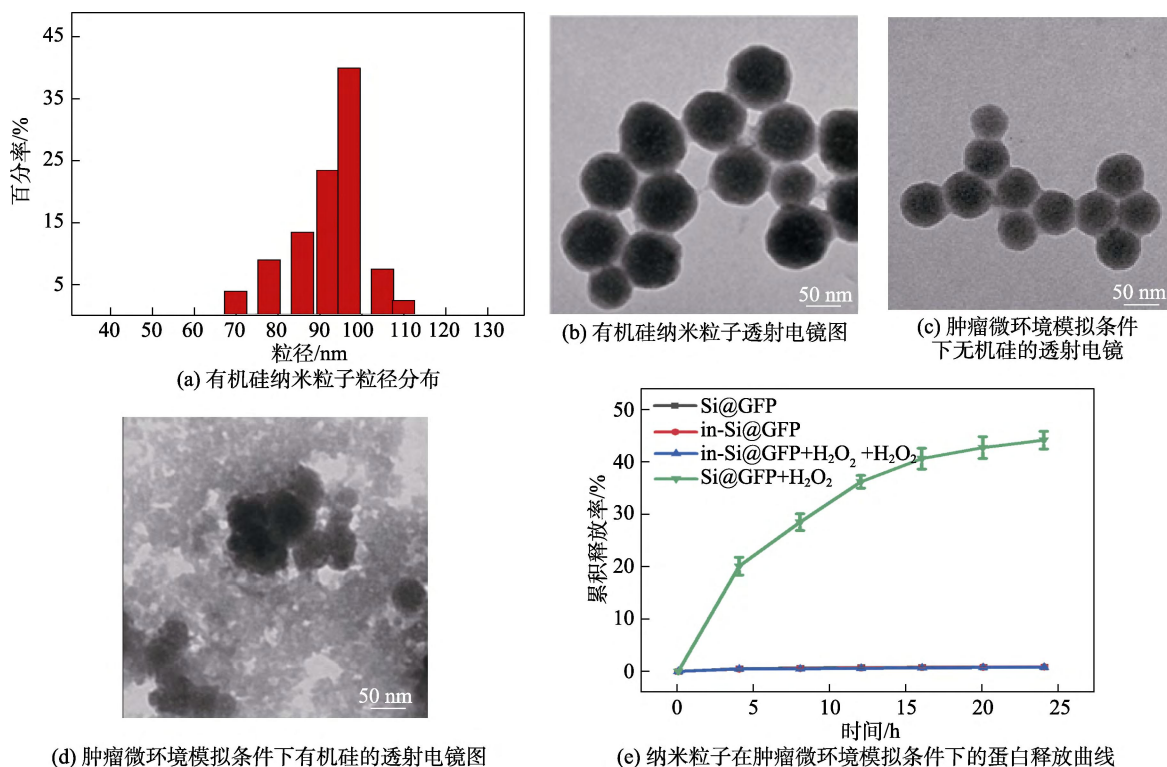 45
35
25
15
5
百分率/%
40 50 60 70 80 90 100 110 120 130
粒径/nm
(a) 有机硅纳米粒子粒径分布
50 nm
(b) 有机硅纳米粒子透射电镜图
50 nm
(c) 肿瘤微环境模拟条件
下无机硅的透射电镜
50 nm
(d) 肿瘤微环境模拟条件下有机硅的透射电镜图
50
40
30
20
10
0
累积释放率/%
Si@GFP
in-Si@GFP
in-Si@GFP+H₂O₂ +H₂O₂
Si@GFP+H₂O₂
0 5 10 15 20 25
时间/h
(e) 纳米粒子在肿瘤微环境模拟条件下的蛋白释放曲线